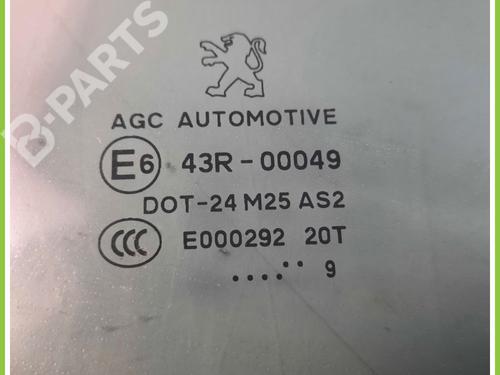 B-PARTS
AGC AUTOMOTIVE
E6 43R-00049
DOT-24 M25 AS2
CCC E000292 20T
....·· 9